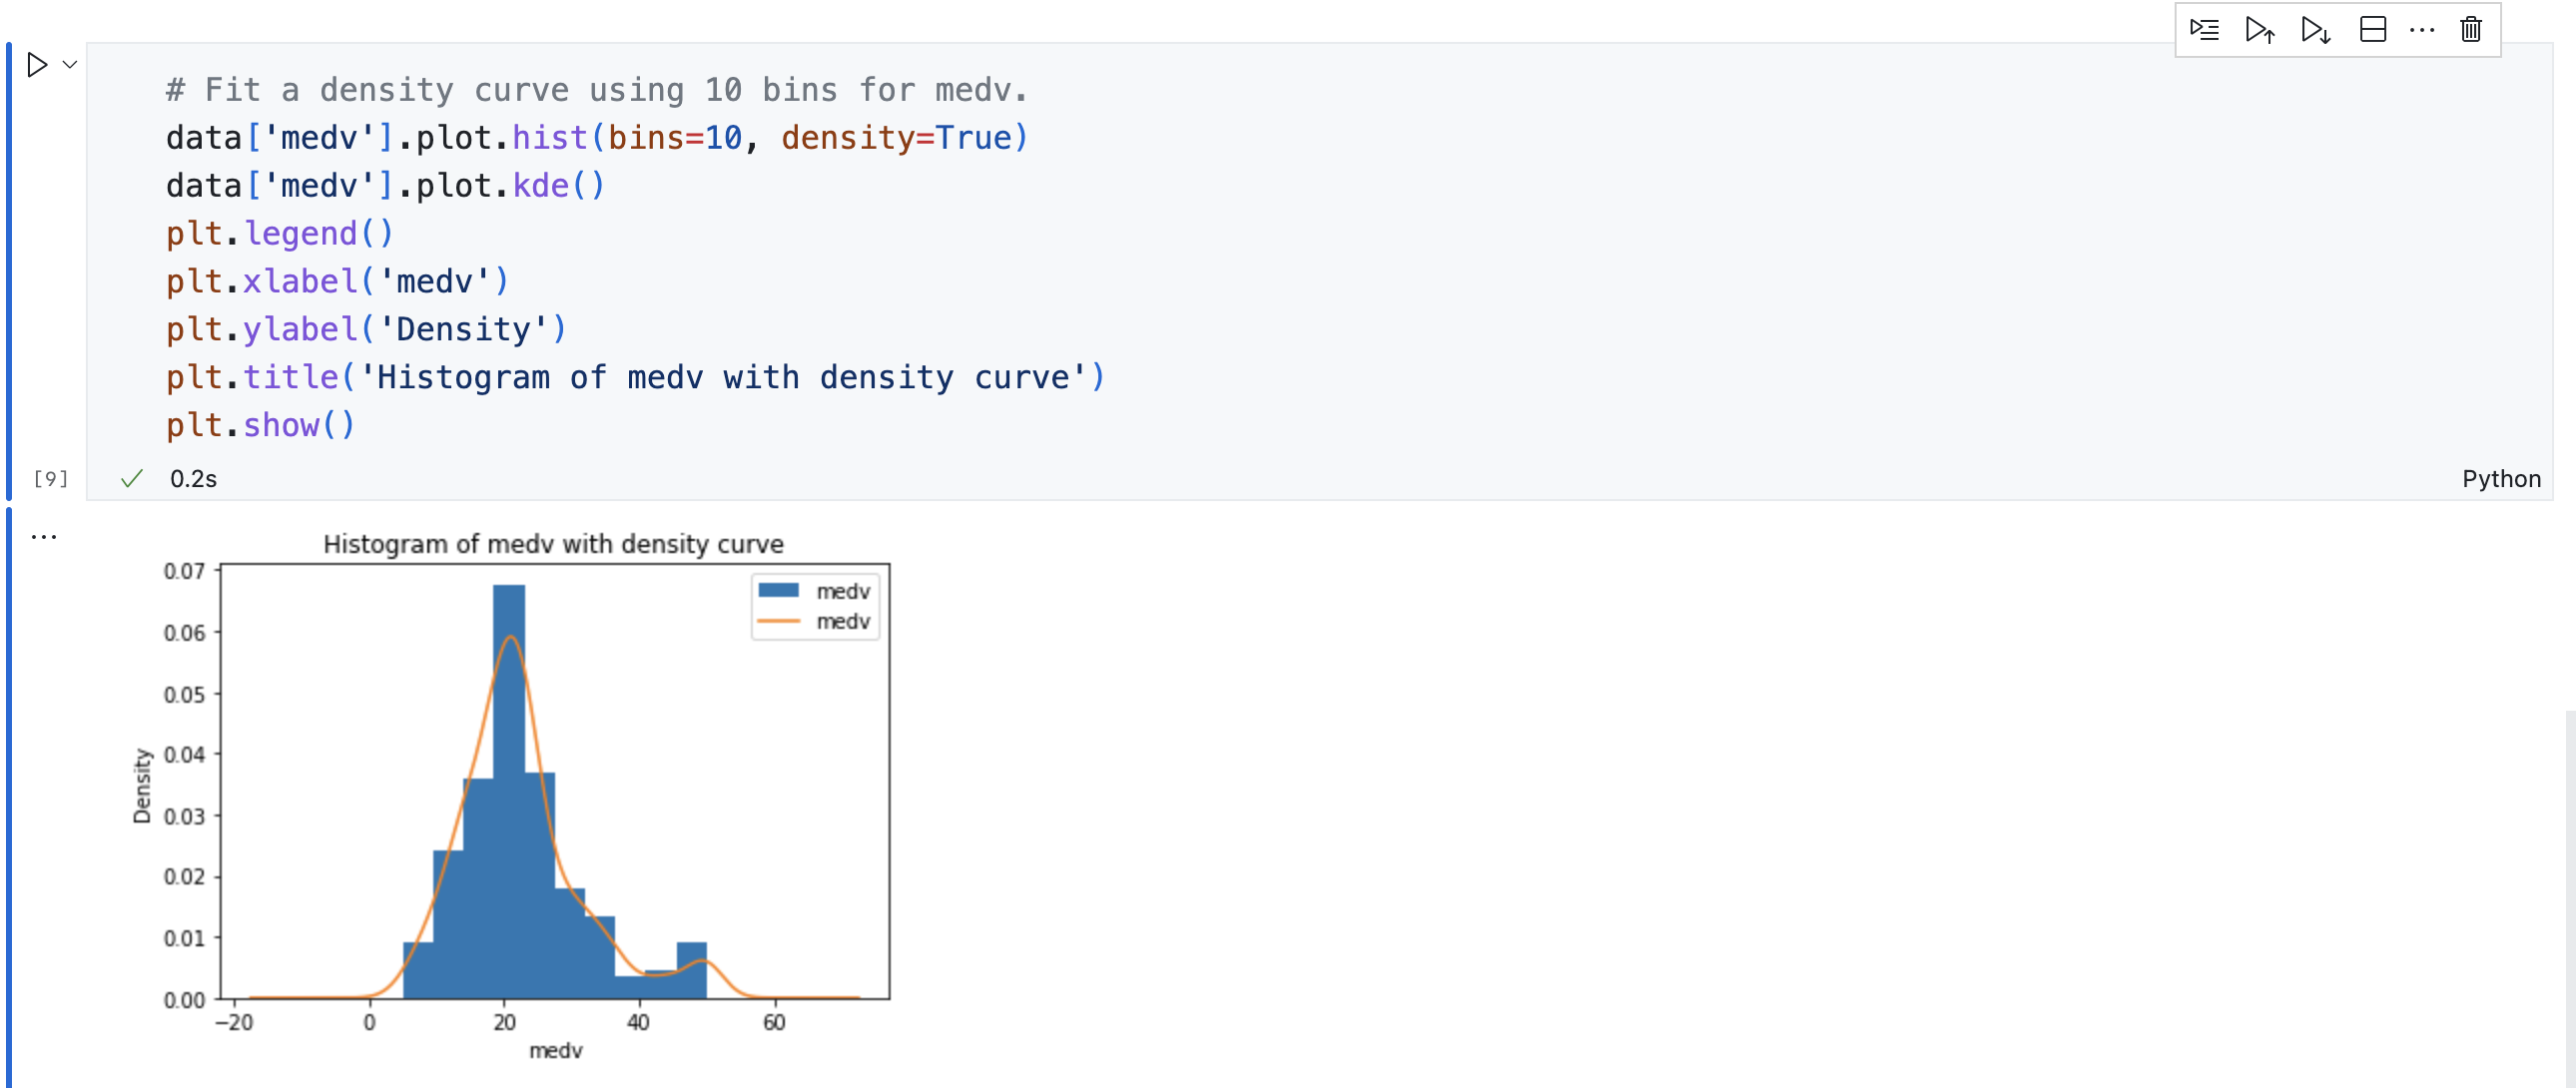 # Fit a density curve using 10 bins for medv.
data['medv'].plot.hist(bins=10, density=True)
data['medv'].plot.kde()
plt.legend()
plt.xlabel('medv')
plt.ylabel('Density')
plt.title('Histogram of medv with density curve')
plt.show()
[9]
0.2s
Python
...
Histogram of medv with density curve
medv
medv
0.07
0.06
0.05
0.04
0.03
0.02
0.01
0.00
Density
−20
0
20
40
60
medv